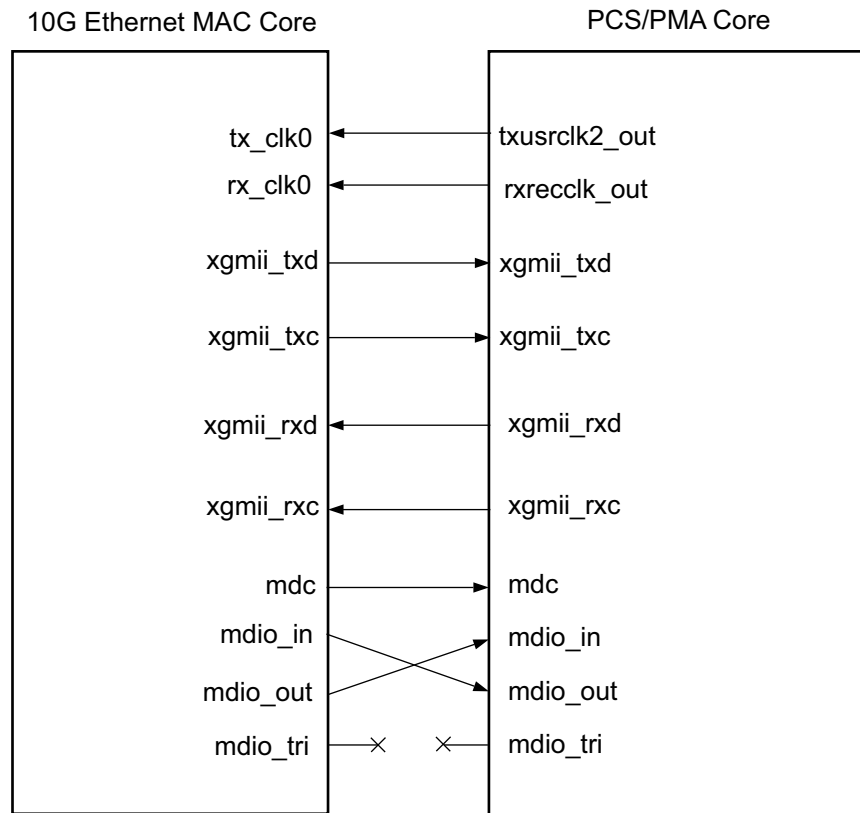 10G Ethernet MAC Core
PCS/PMA Core
tx_clk0
txusrclk2_out
rx_clk0
rxrecclk_out
xgmii_txd
xgmii_txd
xgmii_txc
xgmii_txc
xgmii_rxd
xgmii_rxd
xgmii_rxc
xgmii_rxc
mdc
mdc
mdio_in
mdio_in
mdio_out
mdio_out
mdio_tri
mdio_tri